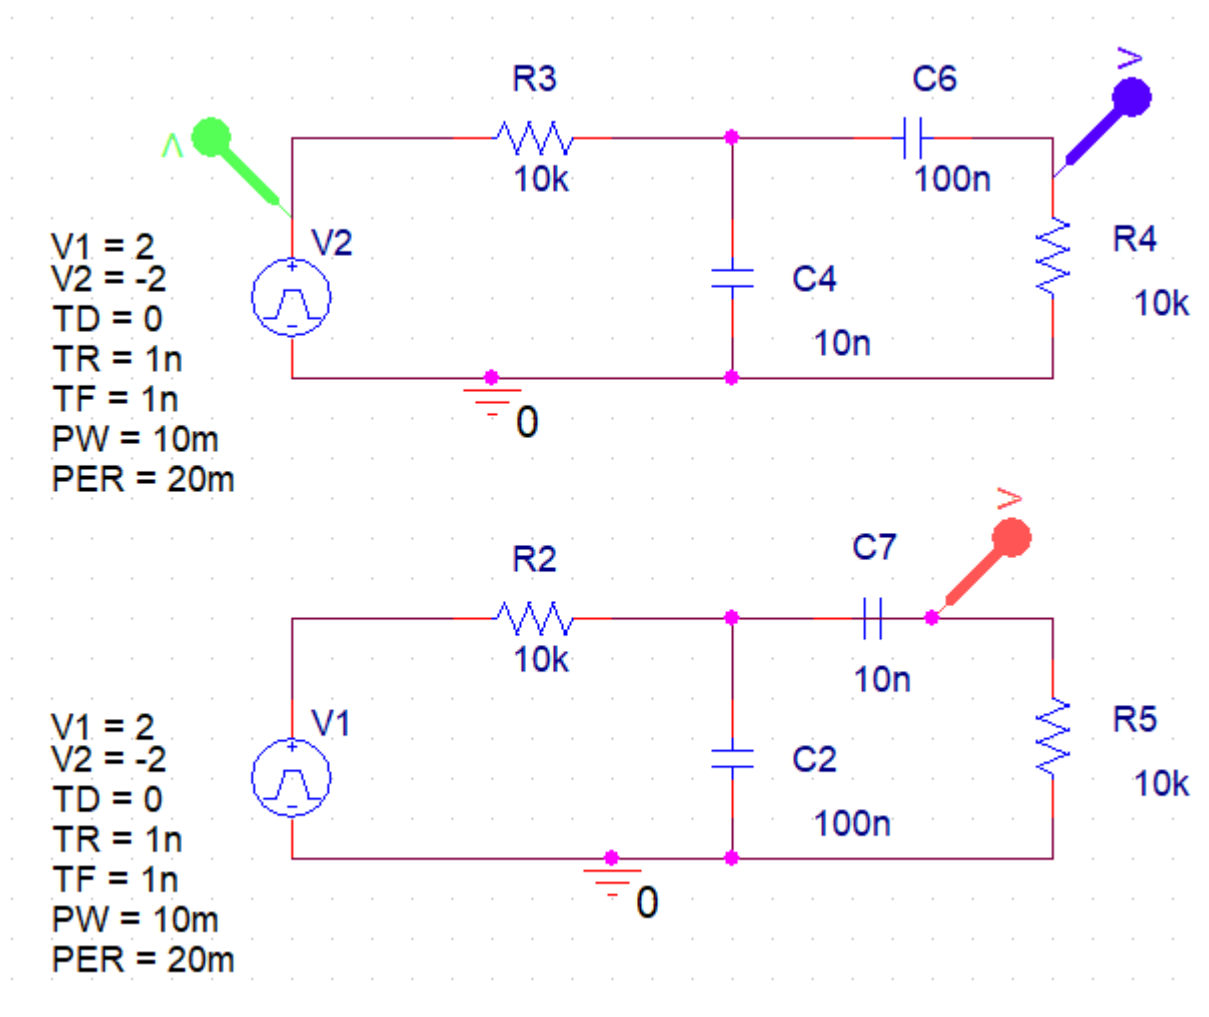 R3
10k
C6
100n
V
V
V2
V1 = 2
V2 = -2
TD = 0
TR = 1n
TF = 1n
PW = 10m
PER = 20m
C4
10n
R4
10k
0
R2
10k
C7
10n
V
V1
V1 = 2
V2 = -2
TD = 0
TR = 1n
TF = 1n
PW = 10m
PER = 20m
C2
100n
R5
10k
0